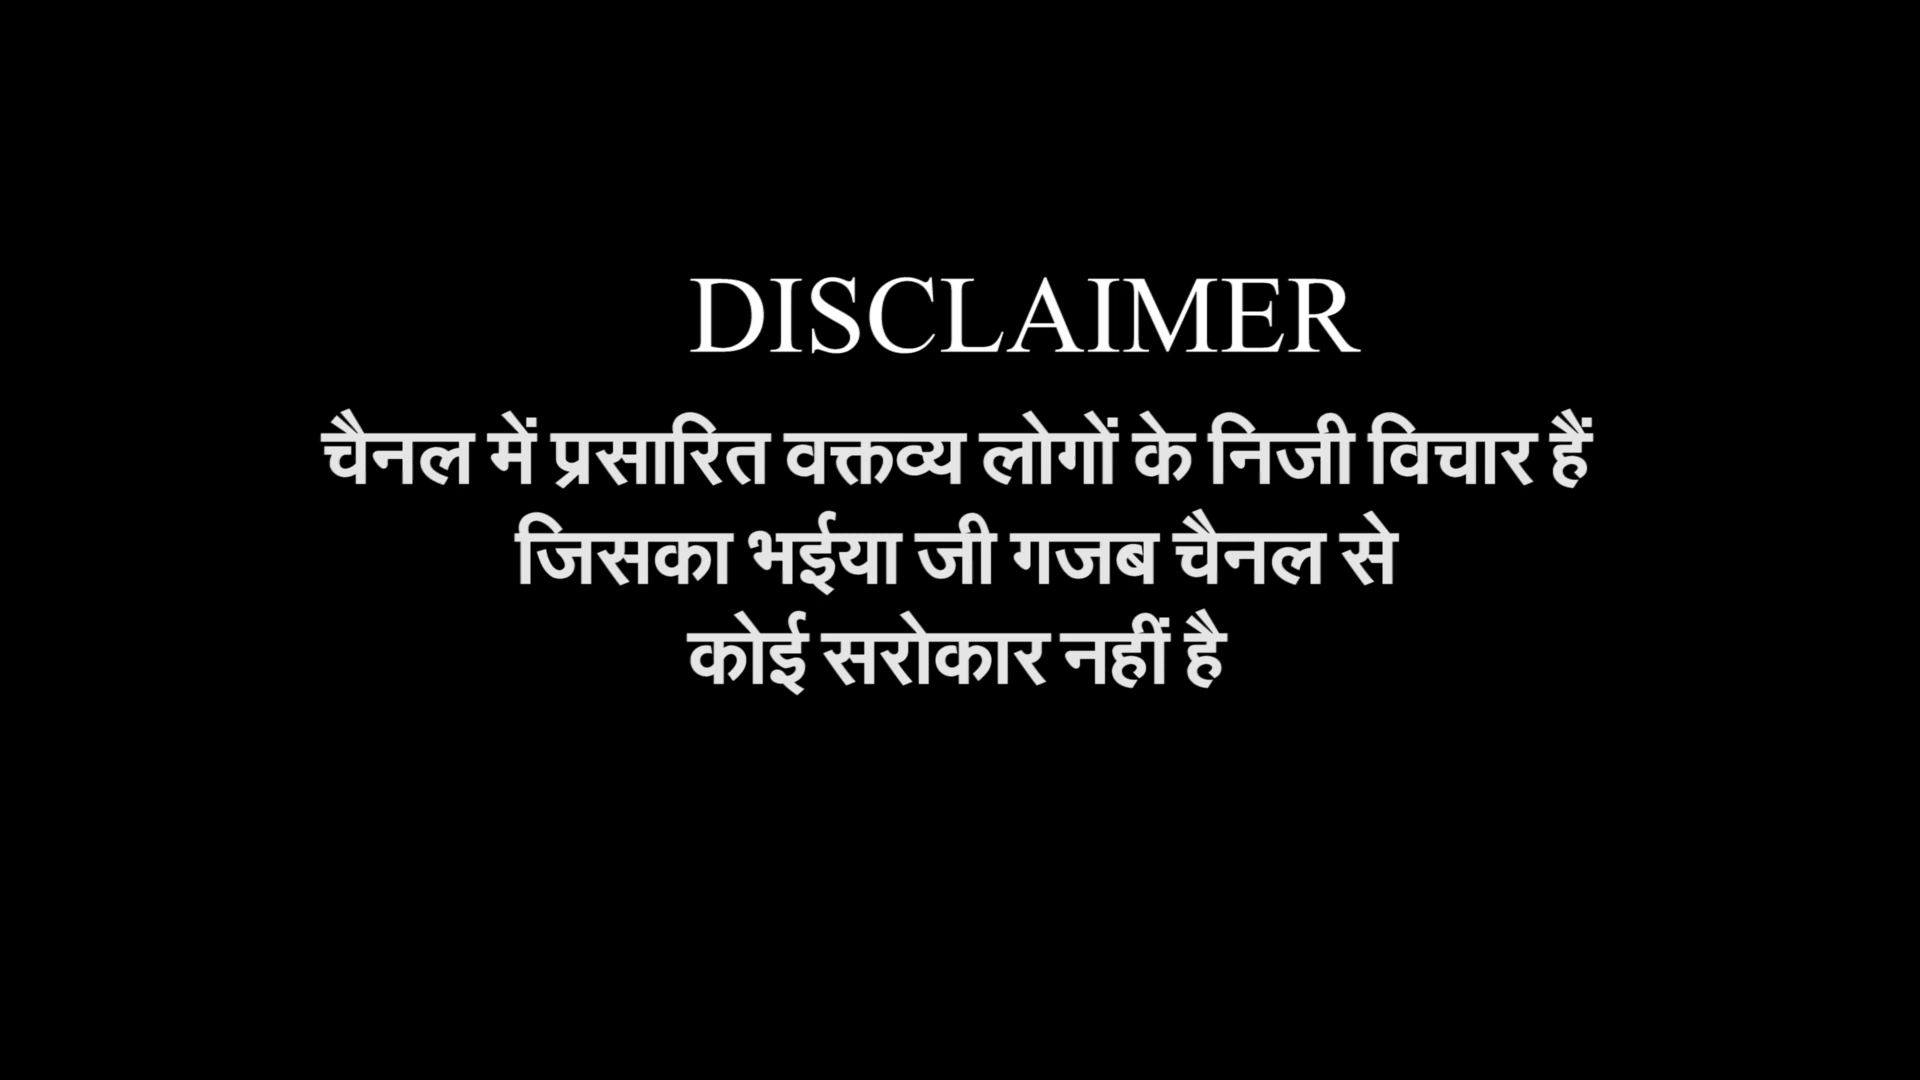 DISCLAIMER
चैनल में प्रसारित वक्तव्य लोगों के निजी विचार हैं
जिसका भईया जी गजब चैनल से
कोई सरोकार नहीं है